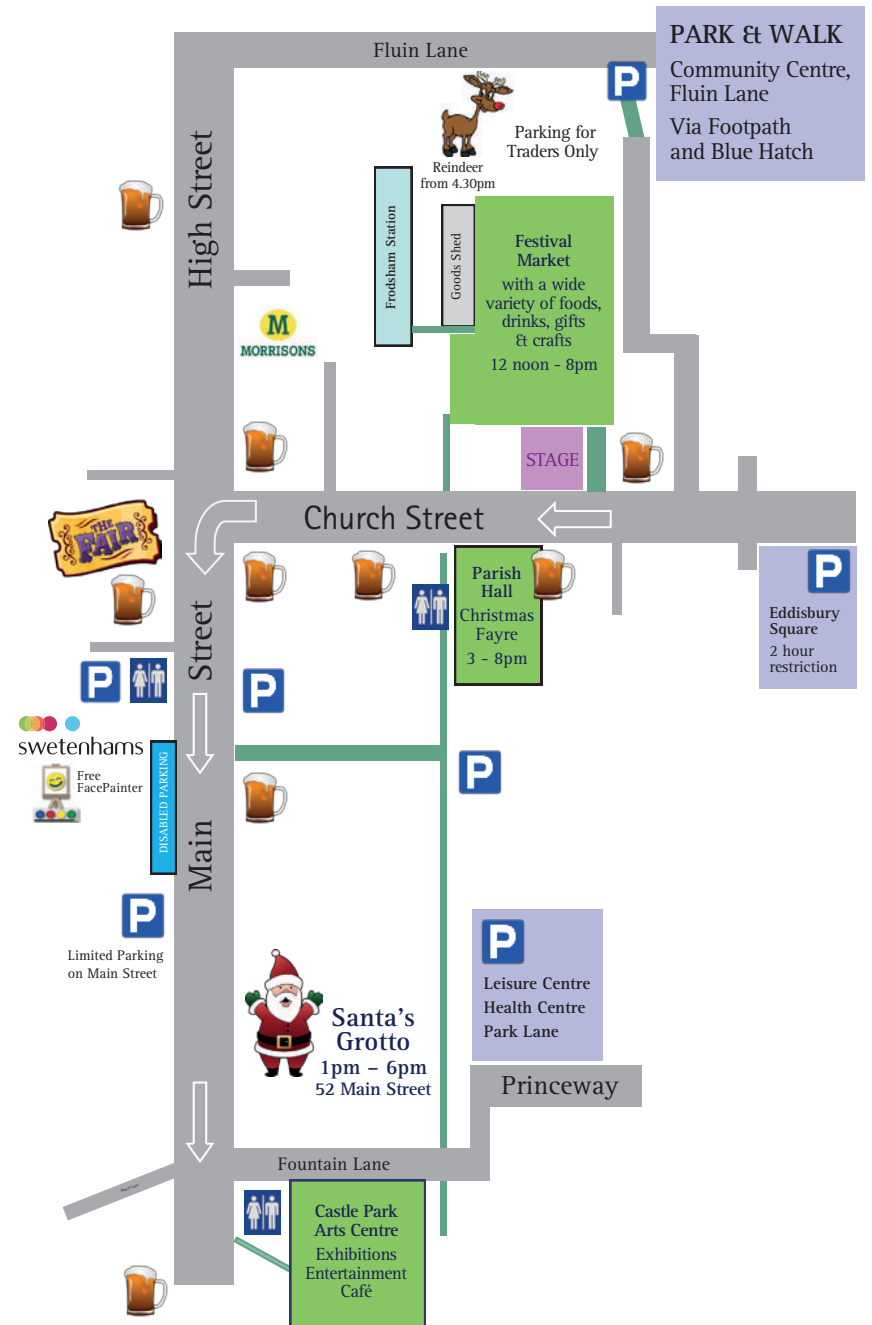 Fluin Lane
PARK & WALK
Community Centre,
Fluin Lane
Via Footpath
and Blue Hatch
P
Parking for
Traders Only
Reindeer
from 4.30pm
High Street
Frodsham Station
Goods Shed
Festival
Market
with a wide
variety of foods,
drinks, gifts
& crafts
12 noon - 8pm
M
MORRISONS
STAGE
Church Street
THE
FAIR
Parish
Hall
Christmas
Fayre
3 - 8pm
P
Eddisbury
Square
2 hour
restriction
Street
P
P
swetenhams
Free
FacePainter
DISABLED PARKING
P
Main
P
Limited Parking
on Main Street
P
Leisure Centre
Health Centre
Park Lane
Santa's
Grotto
1pm – 6pm
52 Main Street
Princeway
Fountain Lane
Castle Park
Arts Centre
Exhibitions
Entertainment
Café